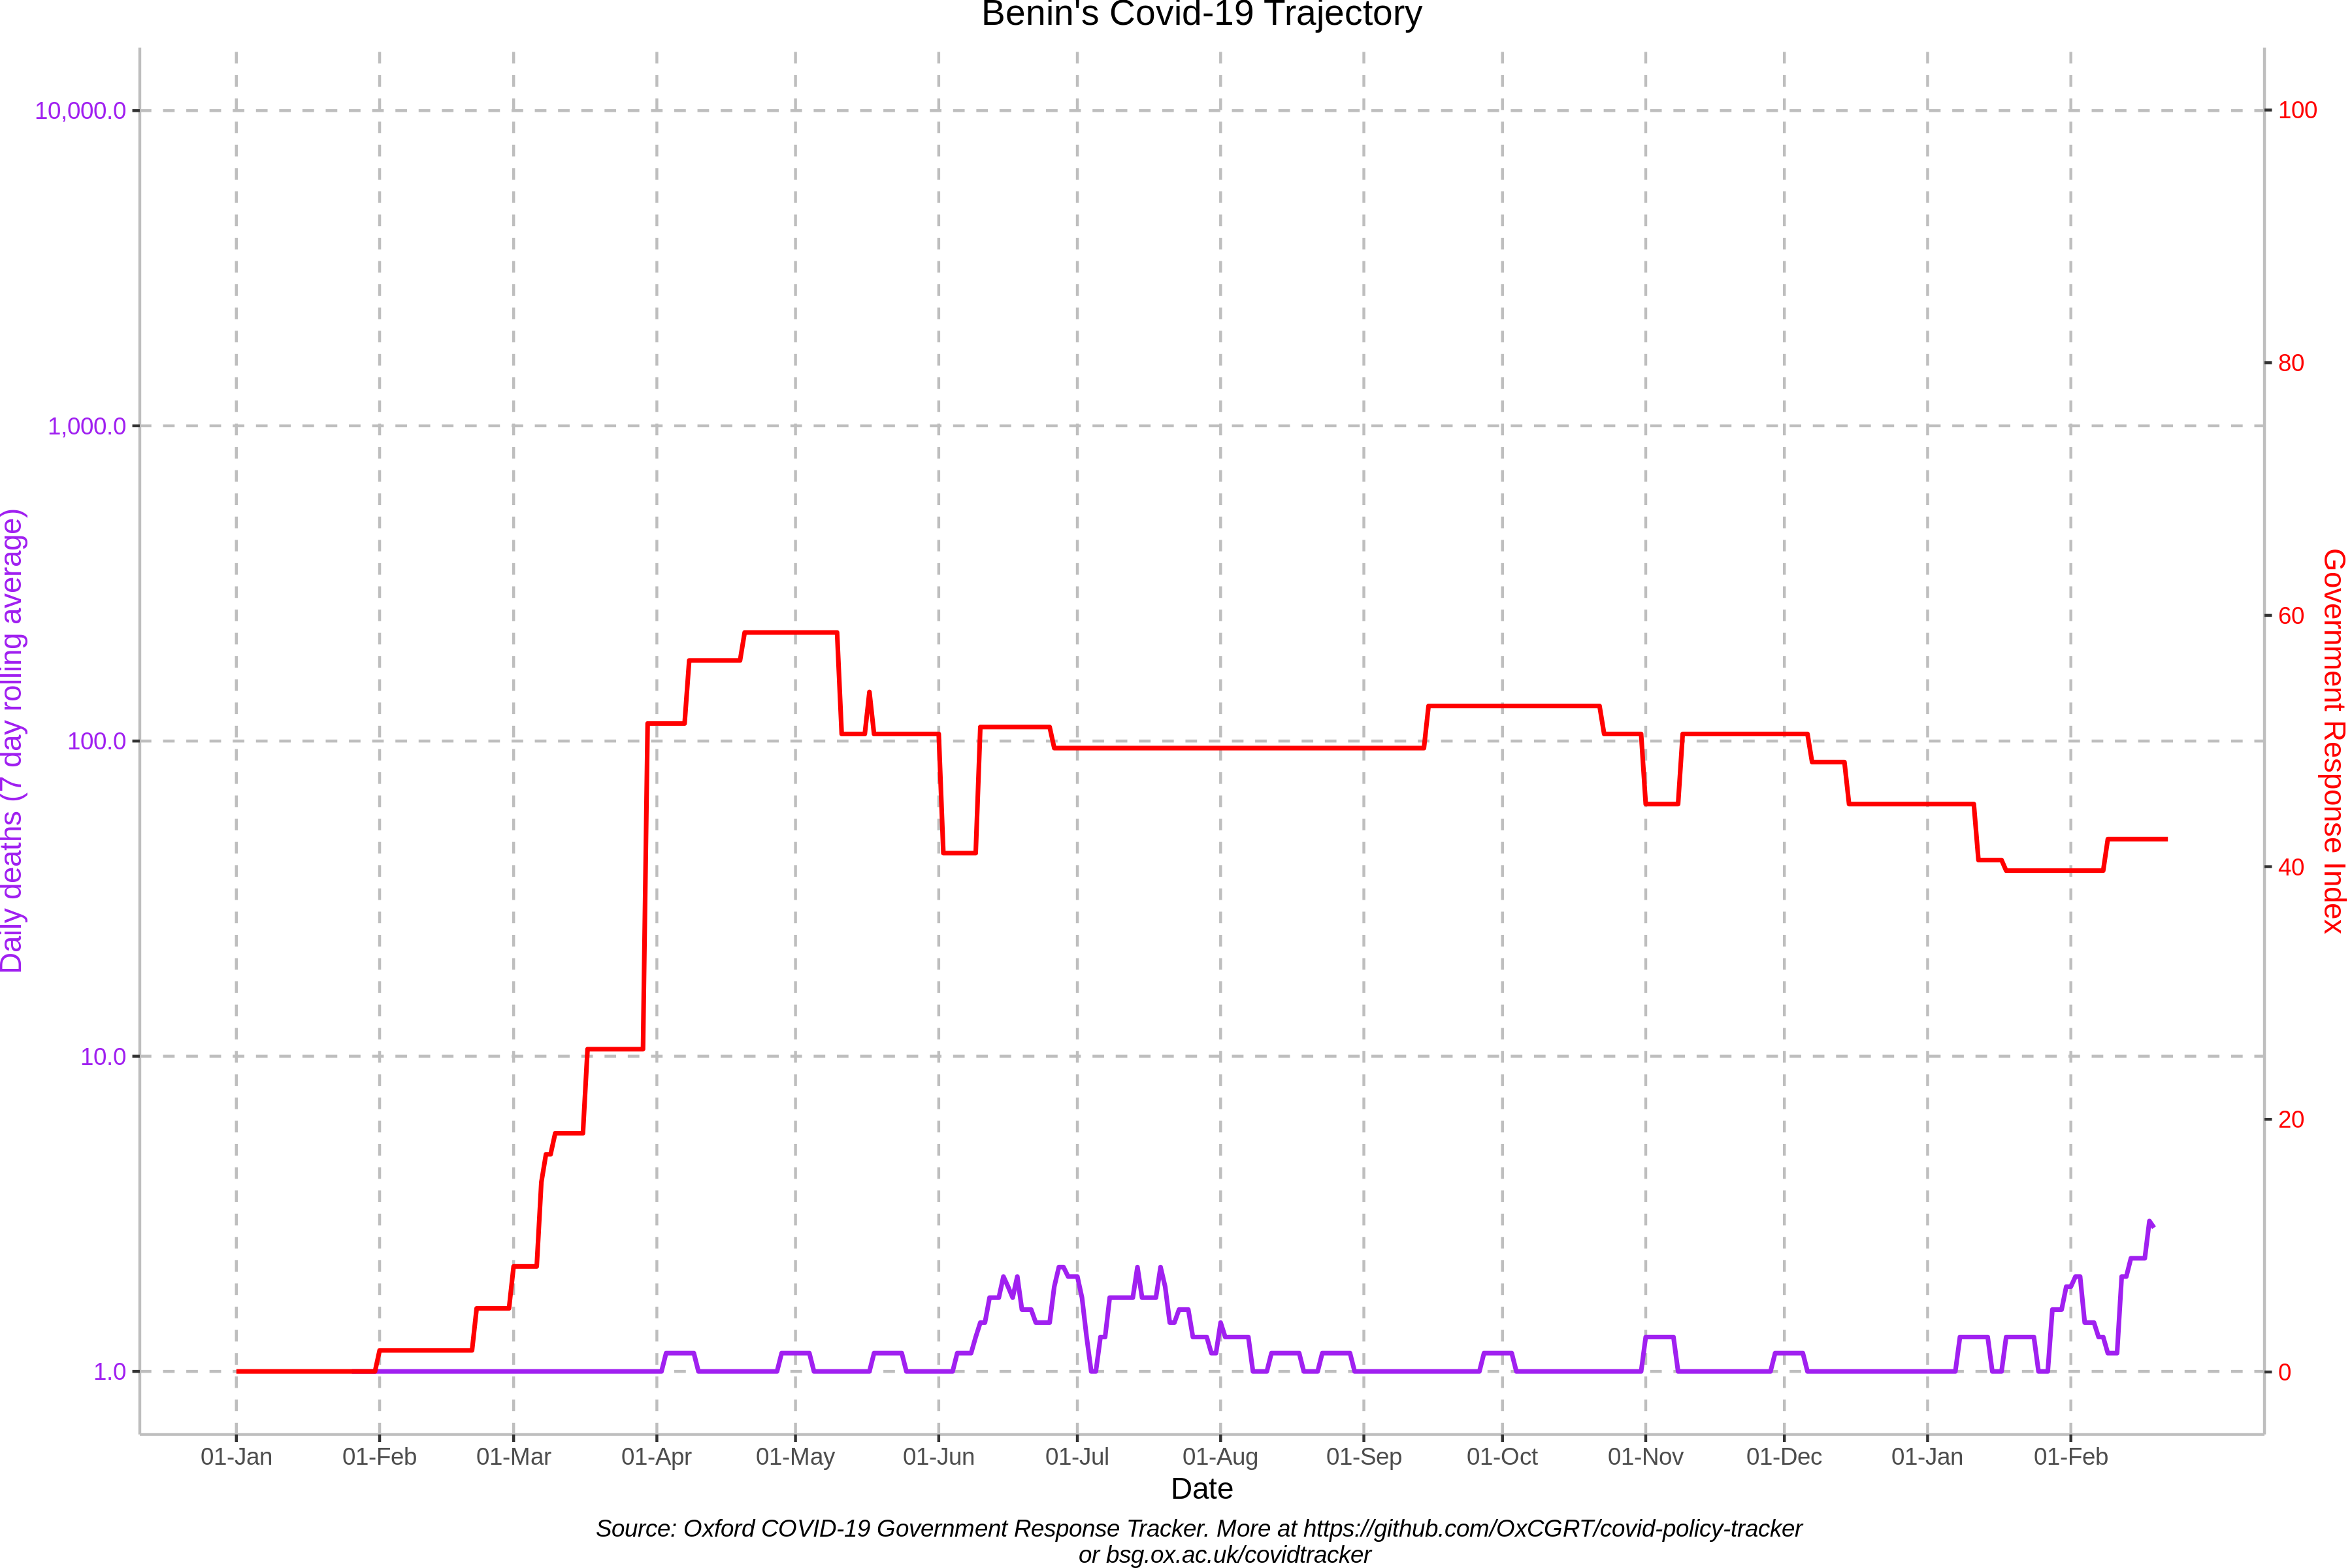 Benin's Covid-19 Trajectory
10,000.0
1,000.0
100.0
10.0
1.0
Daily deaths (7 day rolling average)
100
80
60
40
20
0
Government Response Index
01-Jan 01-Feb 01-Mar 01-Apr 01-May 01-Jun 01-Jul 01-Aug 01-Sep 01-Oct 01-Nov 01-Dec 01-Jan 01-Feb
Date
Source: Oxford COVID-19 Government Response Tracker. More at https://github.com/OxCGRT/covid-policy-tracker
or bsg.ox.ac.uk/covidtracker